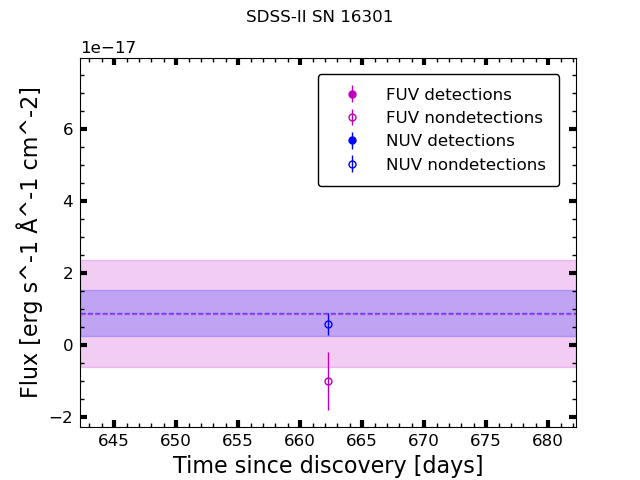 SDSS-II SN 16301
1e−17
FUV detections
FUV nondetections
NUV detections
NUV nondetections
6
4
2
0
−2
Flux [erg s^-1 Å^-1 cm^-2]
645 650 655 660 665 670 675 680
Time since discovery [days]